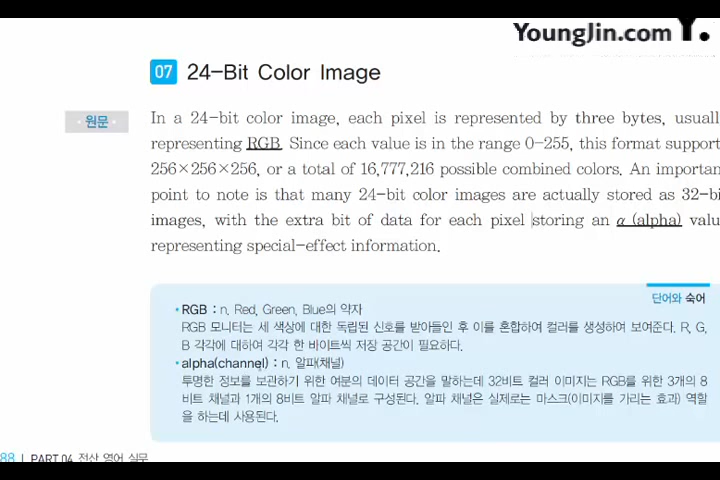 YoungJin.com Y.
07 24-Bit Color Image
· 원문 ·
In a 24-bit color image, each pixel is represented by three bytes, usuall
representing RGB. Since each value is in the range 0-255, this format support
256×256×256, or a total of 16,777,216 possible combined colors. An importan
point to note is that many 24-bit color images are actually stored as 32-bi
images, with the extra bit of data for each pixel storing an α (alpha) valu
representing special-effect information.
단어와 숙어
• RGB : n. Red, Green, Blue의 약자
RGB 모니터는 세 색상에 대한 독립된 신호를 받아들인 후 이를 혼합하여 컬러를 생성하여 보여준다. R, G,
B 각각에 대하여 각각 한 바이트씩 저장 공간이 필요하다.
• alpha(channel) : n. 알파(채널)
투명한 정보를 보관하기 위한 여분의 데이터 공간을 말하는데 32비트 컬러 이미지는 RGB를 위한 3개의 8
비트 채널과 1개의 8비트 알파 채널로 구성된다. 알파 채널은 실제로는 마스크(이미지를 가리는 효과) 역할
을 하는데 사용된다.
88 | PART 04 전산 영어 실무